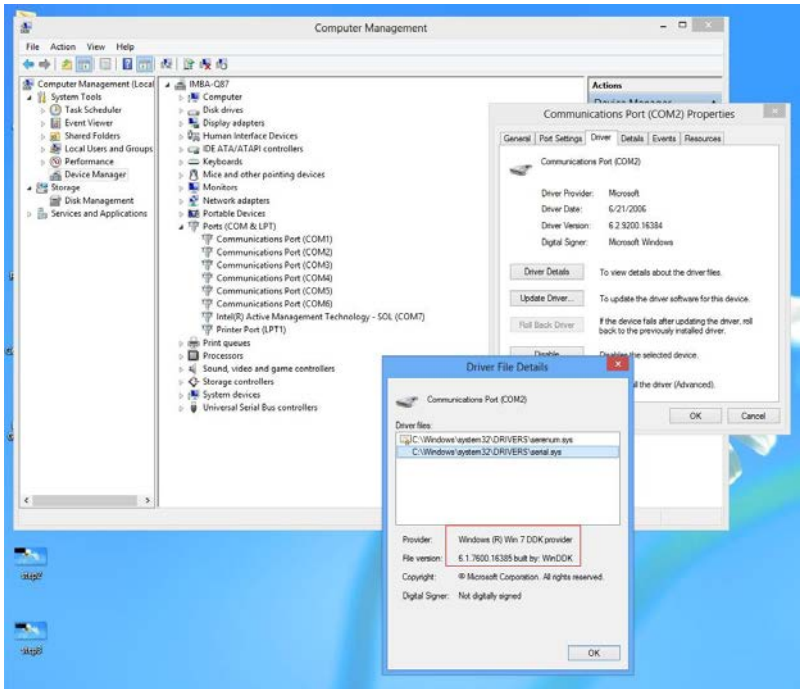 Computer Management
File Action View Help
Computer Management (Local
System Tools
Task Scheduler
Event Viewer
Shared Folders
Local Users and Groups
Performance
Device Manager
Storage
Disk Management
Services and Applications
IMBA-Q87
Computer
Disk drives
Display adapters
Human Interface Devices
IDE ATA/ATAPI controllers
Keyboards
Mice and other pointing devices
Monitors
Network adapters
Portable Devices
Ports (COM & LPT)
Communications Port (COM1)
Communications Port (COM2)
Communications Port (COM3)
Communications Port (COM4)
Communications Port (COM5)
Communications Port (COM6)
Intel(R) Active Management Technology - SOL (COM7)
Printer Port (LPT1)
Print queues
Processors
Sound, video and game controllers
Storage controllers
System devices
Universal Serial Bus controllers
Actions
Device Manager
Communications Port (COM2) Properties
General Port Settings Driver Details Events Resources
Communications Port (COM2)
Driver Provider: Microsoft
Driver Date: 6/21/2006
Driver Version: 6.2.9200.16384
Digital Signer: Microsoft Windows
Driver Details To view details about the driver files.
Update Driver... To update the driver software for this device.
Roll Back Driver If the device fails after updating the driver, roll
back to the previously installed driver.
Disable Disables the selected device.
the driver (Advanced).
OK Cancel
Driver File Details
Communications Port (COM2)
Driver files:
C:\Windows\system32\DRIVERS\serenum.sys
C:\Windows\system32\DRIVERS\serial.sys
Provider: Windows (R) Win 7 DDK provider
File version: 6.1.7600.16385 built by: WinDDK
Copyright: © Microsoft Corporation. All rights reserved.
Digital Signer: Not digitally signed
OK
step2
step3